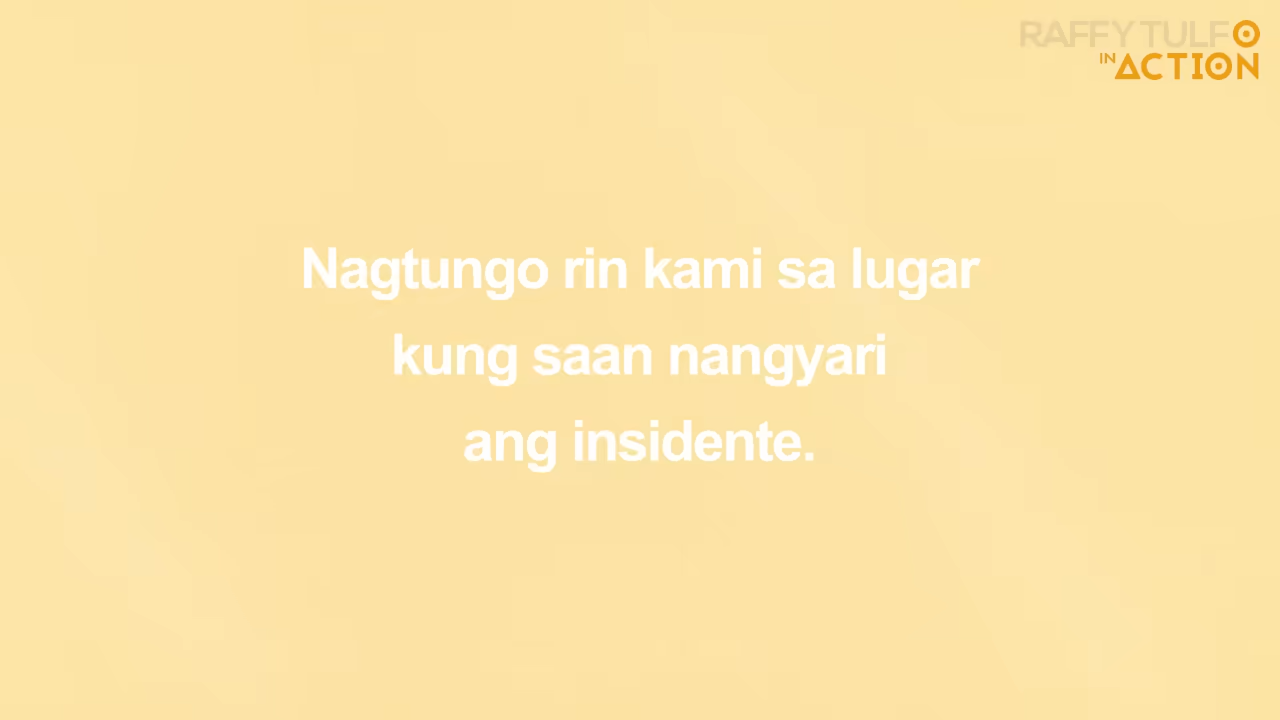 RAFFY TULFO
IN ACTION
Nagtungo rin kami sa lugar
kung saan nangyari
ang insidente.